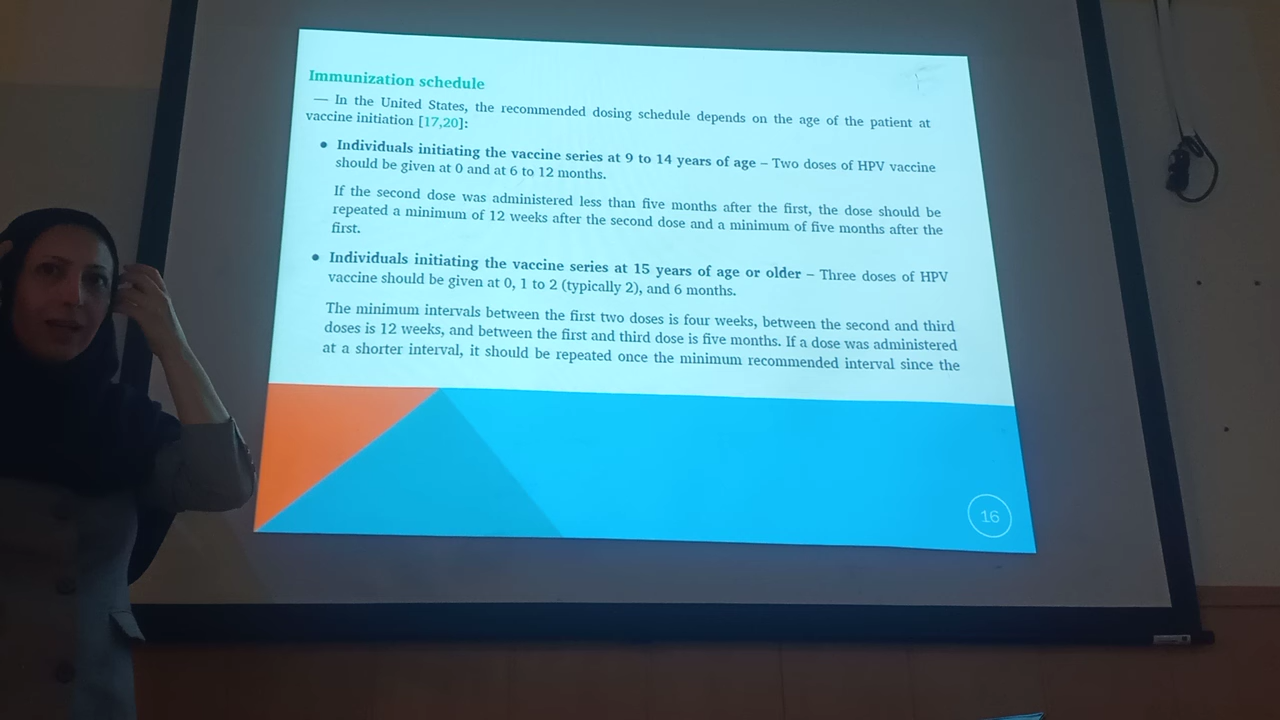 Immunization schedule
— In the United States, the recommended dosing schedule depends on the age of the patient at
vaccine initiation [17,20]:
● Individuals initiating the vaccine series at 9 to 14 years of age – Two doses of HPV vaccine
should be given at 0 and at 6 to 12 months.
If the second dose was administered less than five months after the first, the dose should be
repeated a minimum of 12 weeks after the second dose and a minimum of five months after the
first.
● Individuals initiating the vaccine series at 15 years of age or older – Three doses of HPV
vaccine should be given at 0, 1 to 2 (typically 2), and 6 months.
The minimum intervals between the first two doses is four weeks, between the second and third
doses is 12 weeks, and between the first and third dose is five months. If a dose was administered
at a shorter interval, it should be repeated once the minimum recommended interval since the
16